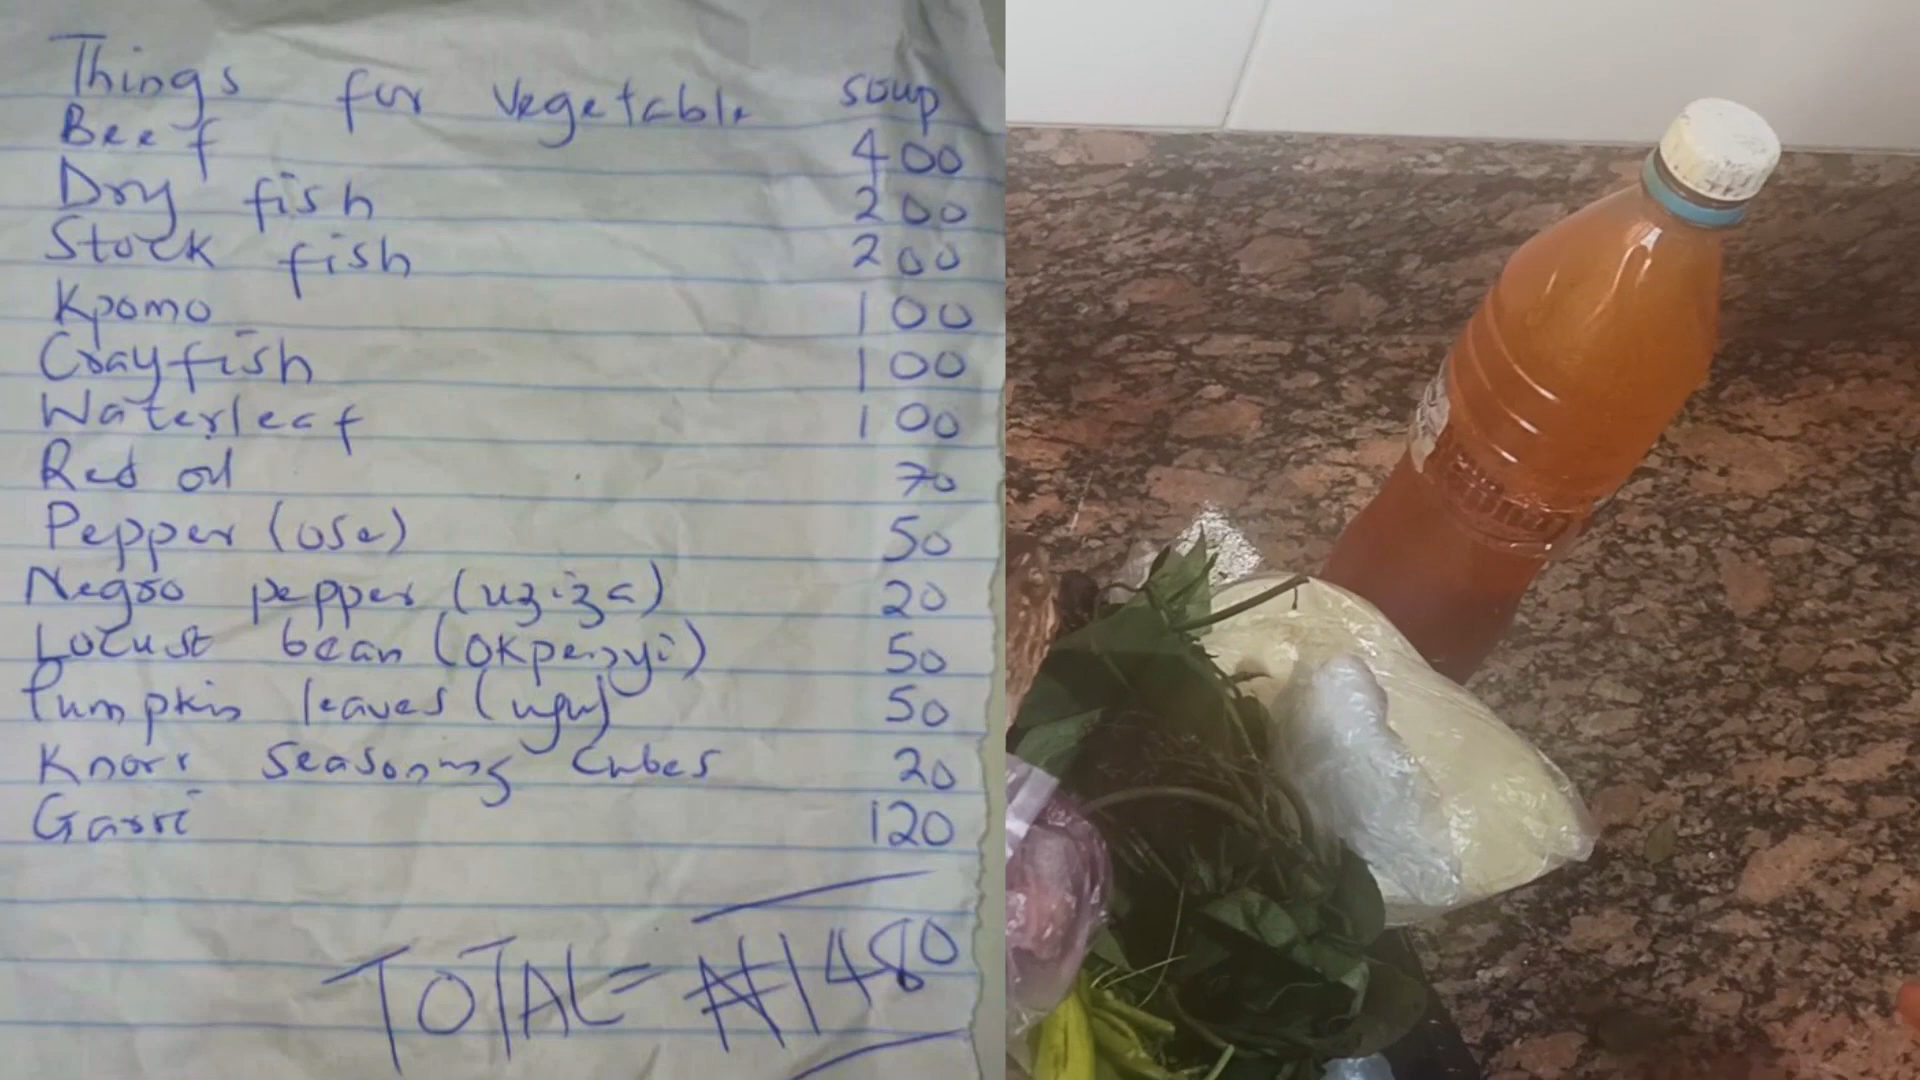 Things for vegetable soup
Beef 400
Dry fish 200
Stock fish 200
Kpomo 100
Crayfish 100
Waterleaf 100
Red oil 70
Pepper (ose) 50
Negro pepper (uziza) 20
Locust bean (okpeiyi) 50
Pumpkin leaves (ugu) 50
Knorr seasoning cubes 20
Garri 120
TOTAL = ₦1480